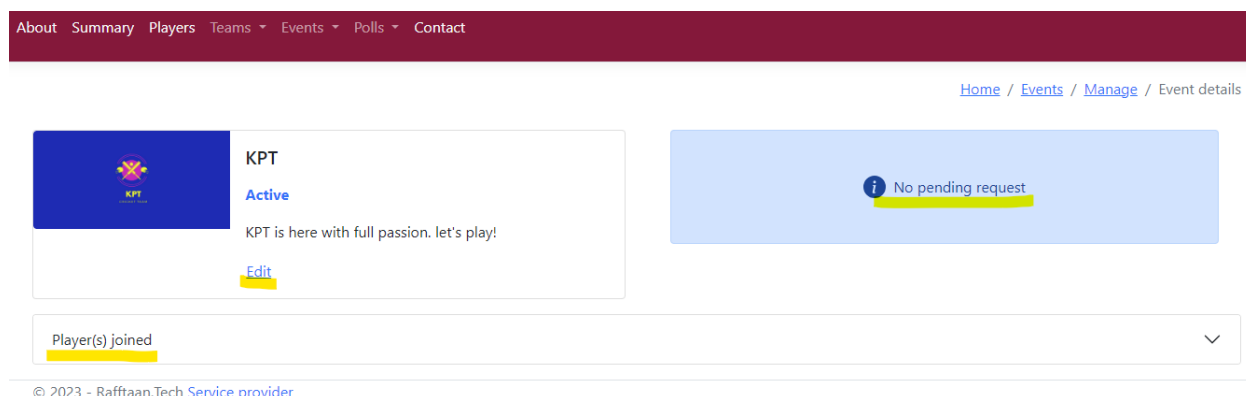 About Summary Players Teams Events Polls Contact
Home / Events / Manage / Event details
KPT
KPT
Active
KPT is here with full passion. let's play!
Edit
No pending request
Player(s) joined
© 2023 - Rafftaan.Tech Service provider